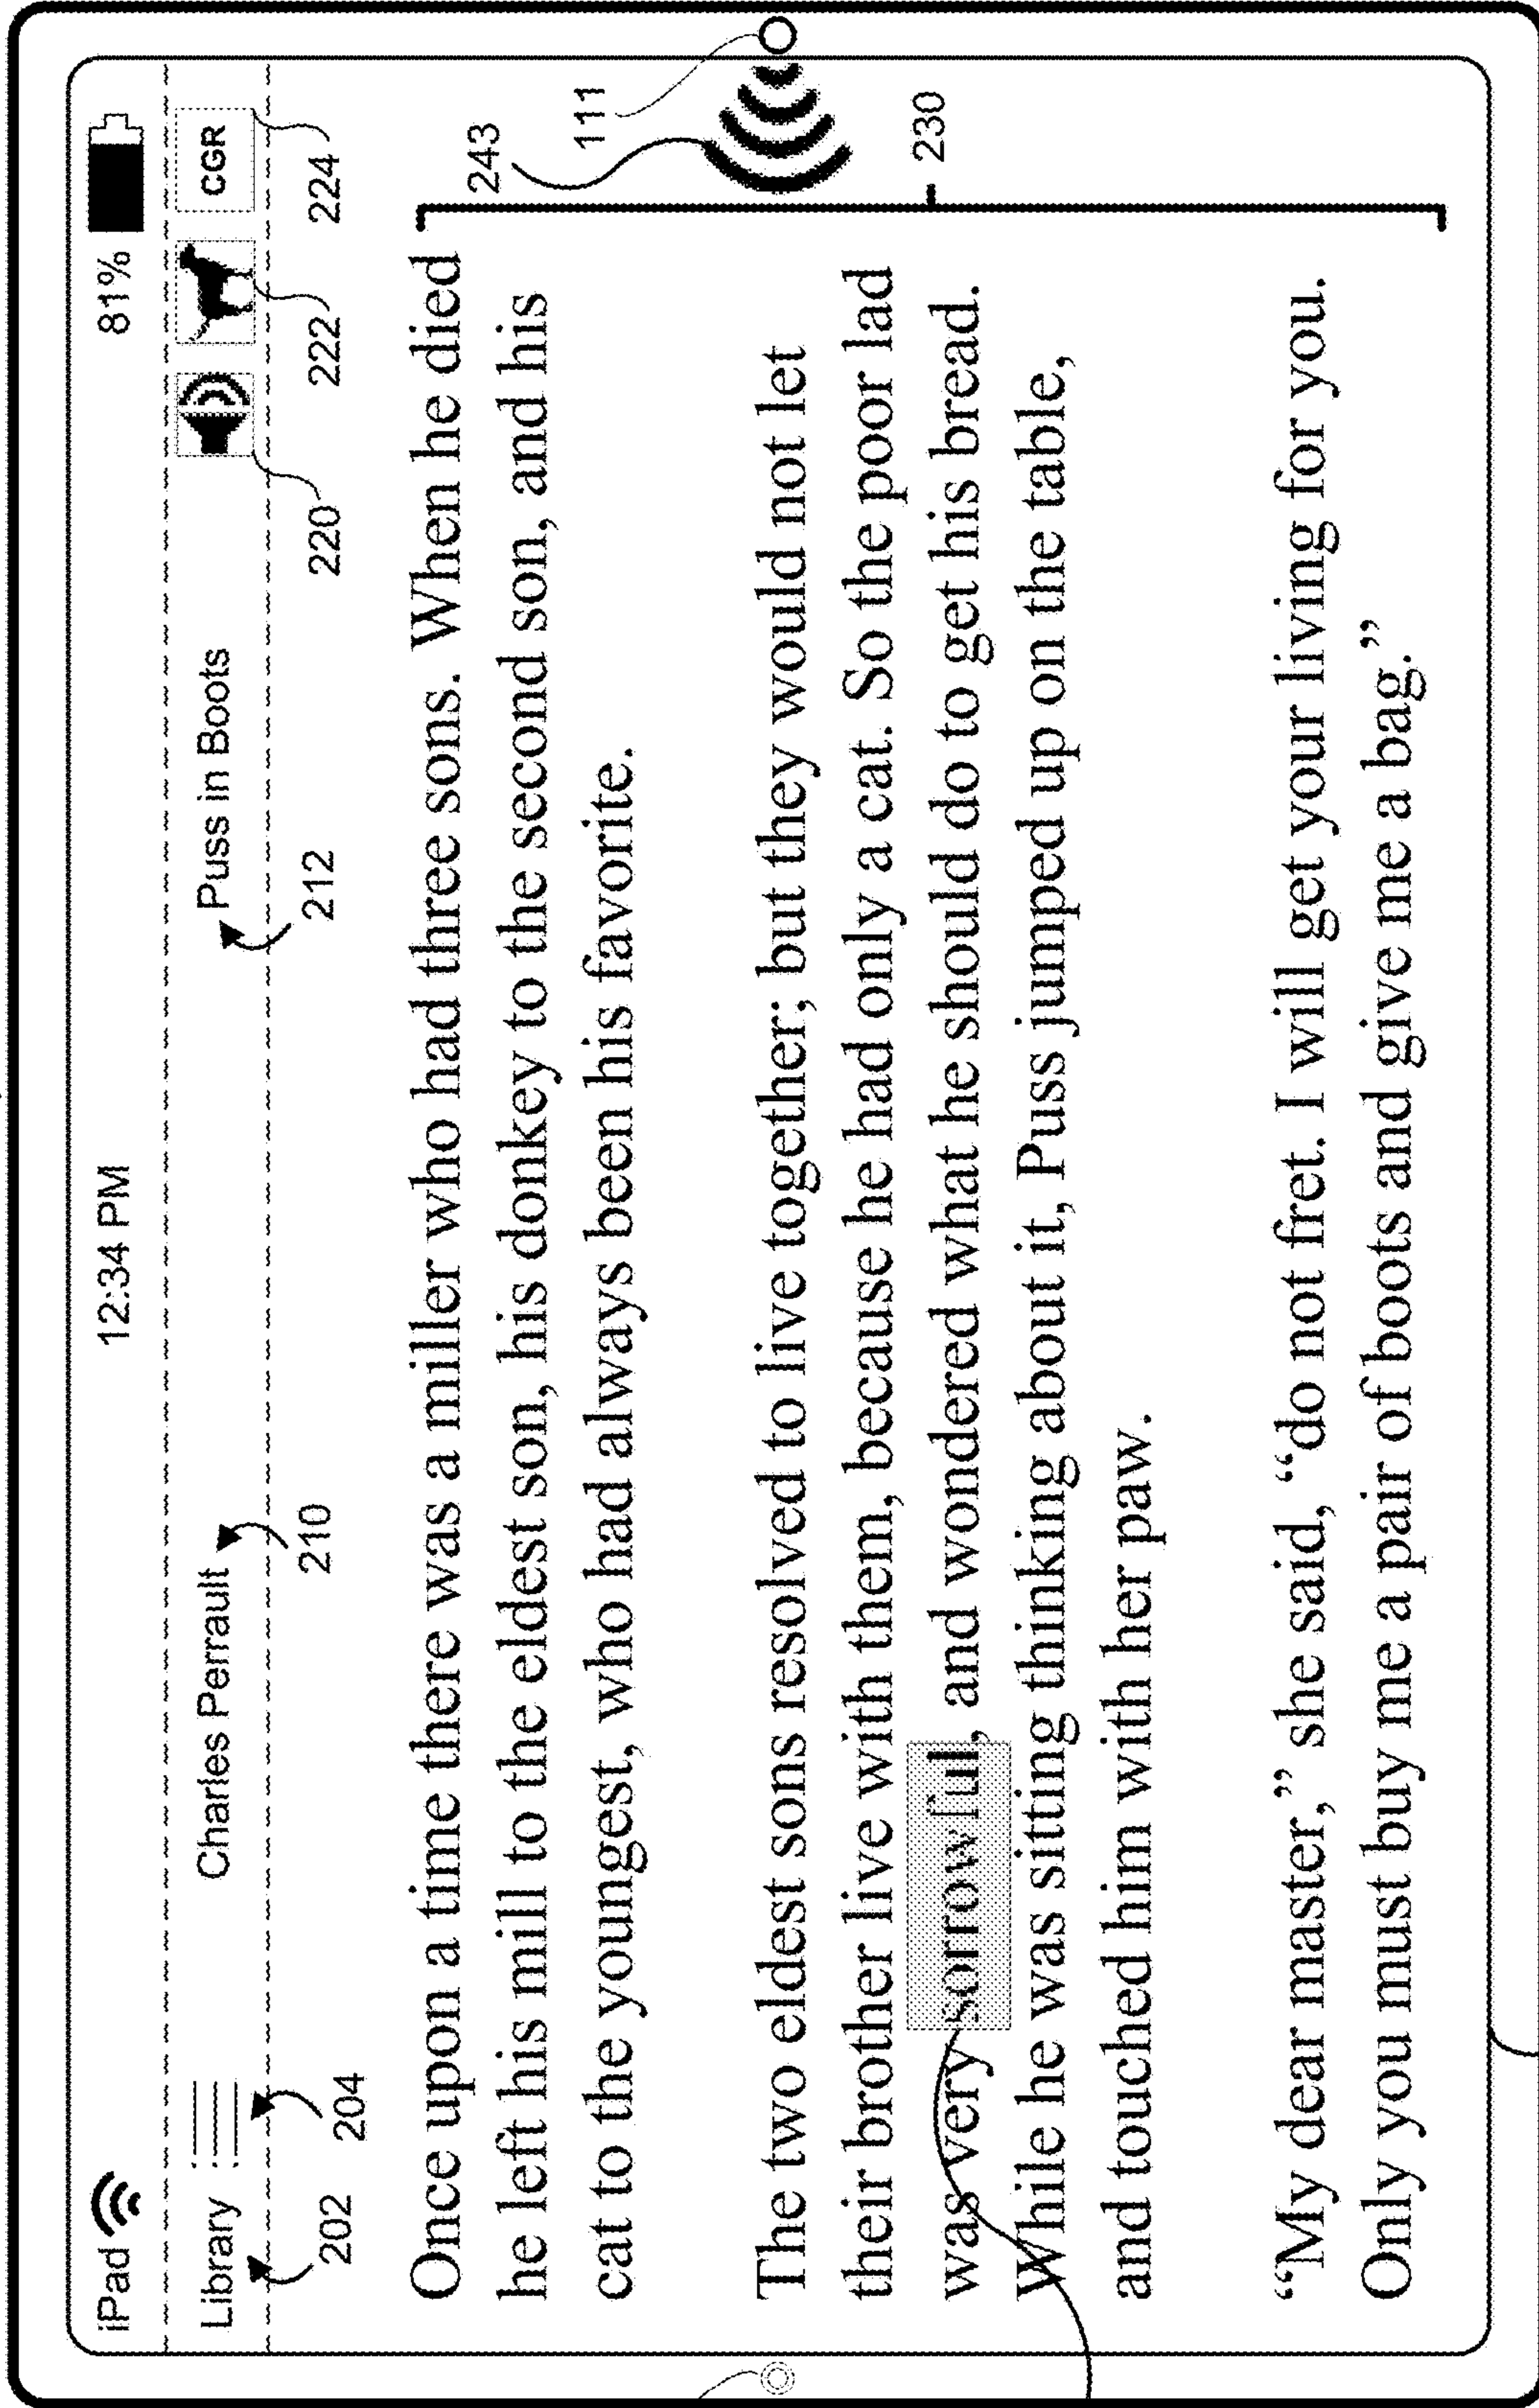 iPad 12:34 PM 81%
Library Charles Perrault Puss in Boots CGR
202 204 210 212 220 222 224
Once upon a time there was a miller who had three sons. When he died
he left his mill to the eldest son, his donkey to the second son, and his
cat to the youngest, who had always been his favorite.
243
111
The two eldest sons resolved to live together; but they would not let
their brother live with them, because he had only a cat. So the poor lad
was very sorrowful, and wondered what he should do to get his bread.
230
While he was sitting thinking about it, Puss jumped up on the table,
and touched him with her paw.
“My dear master,” she said, “do not fret. I will get your living for you.
Only you must buy me a pair of boots and give me a bag.”